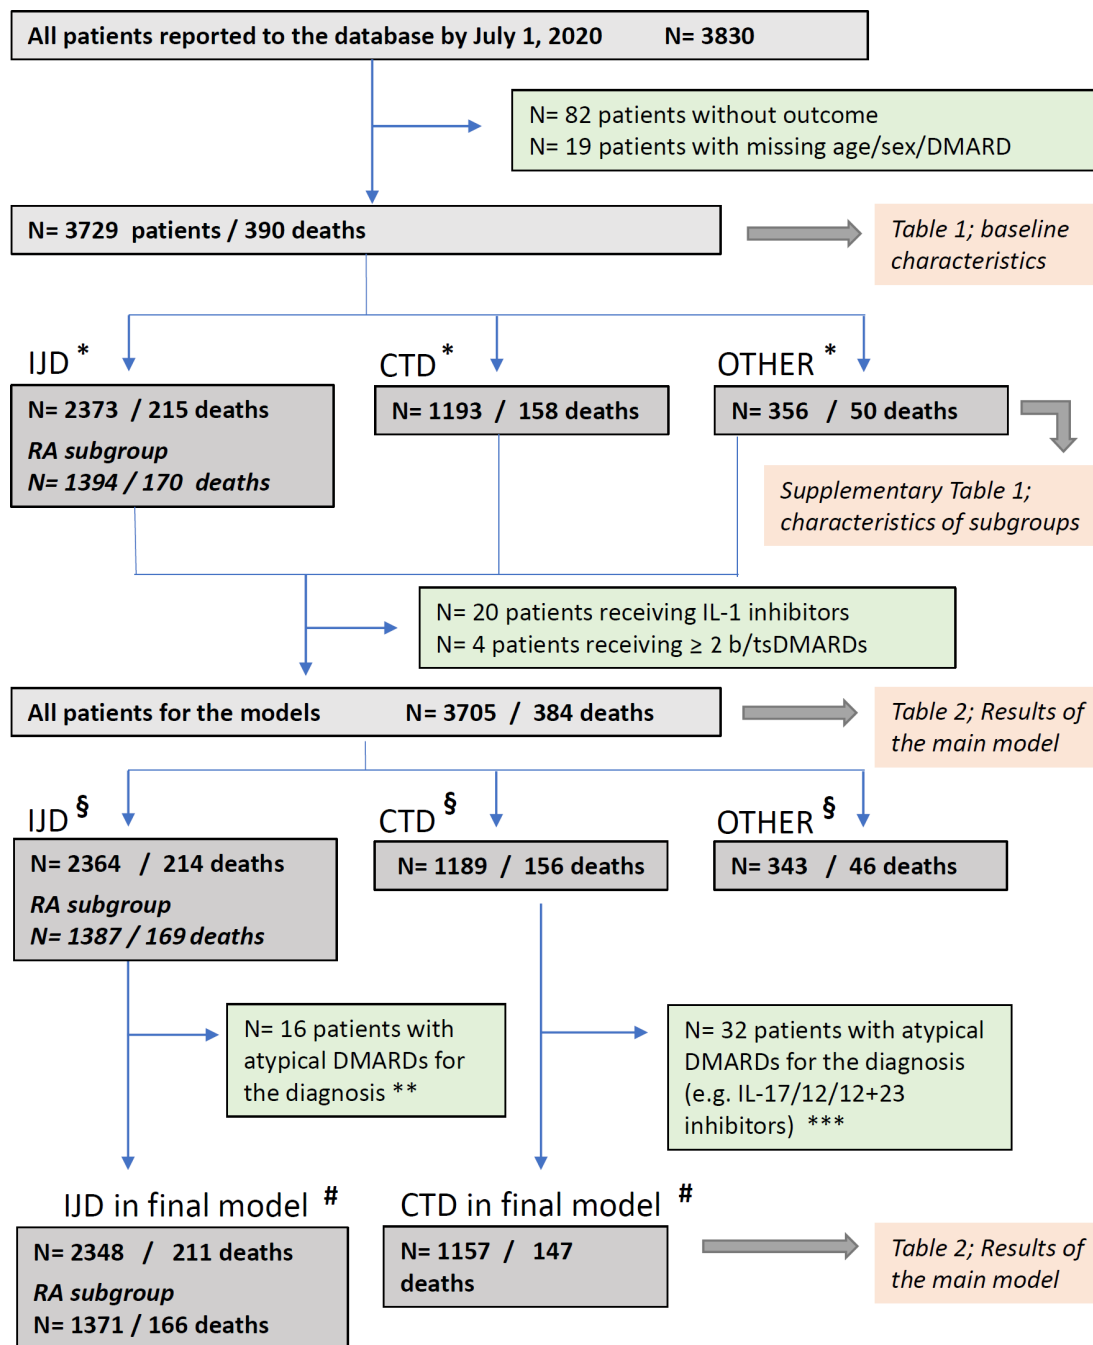 All patients reported to the database by July 1, 2020 N= 3830
N= 82 patients without outcome
N= 19 patients with missing age/sex/DMARD
N= 3729 patients / 390 deaths
Table 1; baseline
characteristics
IJD *
CTD *
OTHER *
N= 2373 / 215 deaths
RA subgroup
N= 1394 / 170 deaths
N= 1193 / 158 deaths
N= 356 / 50 deaths
Supplementary Table 1;
characteristics of subgroups
N= 20 patients receiving IL-1 inhibitors
N= 4 patients receiving ≥ 2 b/tsDMARDs
All patients for the models N= 3705 / 384 deaths
Table 2; Results of
the main model
IJD §
CTD §
OTHER §
N= 2364 / 214 deaths
RA subgroup
N= 1387 / 169 deaths
N= 1189 / 156 deaths
N= 343 / 46 deaths
N= 16 patients with
atypical DMARDs for
the diagnosis **
N= 32 patients with atypical
DMARDs for the diagnosis
(e.g. IL-17/12/12+23
inhibitors) ***
IJD in final model #
CTD in final model #
N= 2348 / 211 deaths
RA subgroup
N= 1371 / 166 deaths
N= 1157 / 147
deaths
Table 2; Results of
the main model